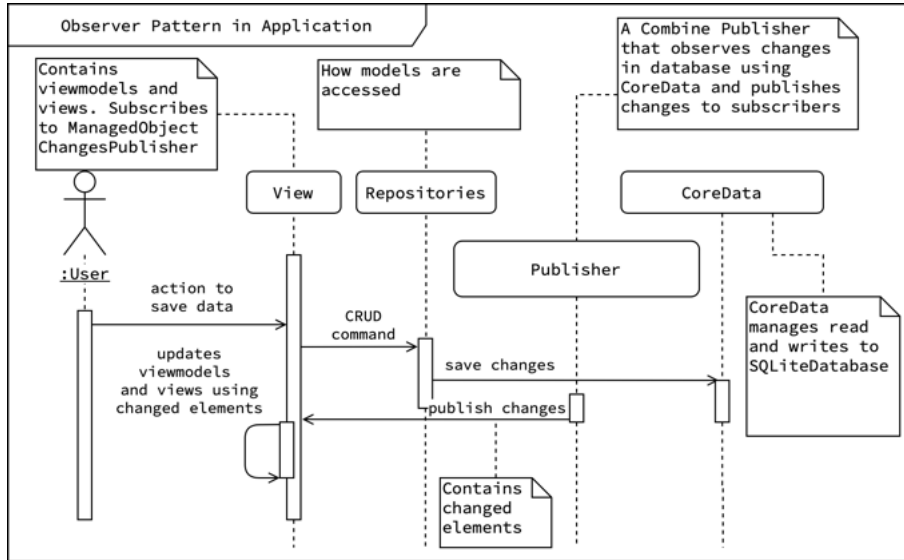 Observer Pattern in Application
Contains
viewmodels and
views. Subscribes
to ManagedObject
ChangesPublisher
How models are
accessed
A Combine Publisher
that observes changes
in database using
CoreData and publishes
changes to subscribers
View
Repositories
CoreData
Publisher
:User
action to
save data
CRUD
command
CoreData
manages read
and writes to
SQLiteDatabase
save changes
updates
viewmodels
and views using
changed elements
publish changes
Contains
changed
elements